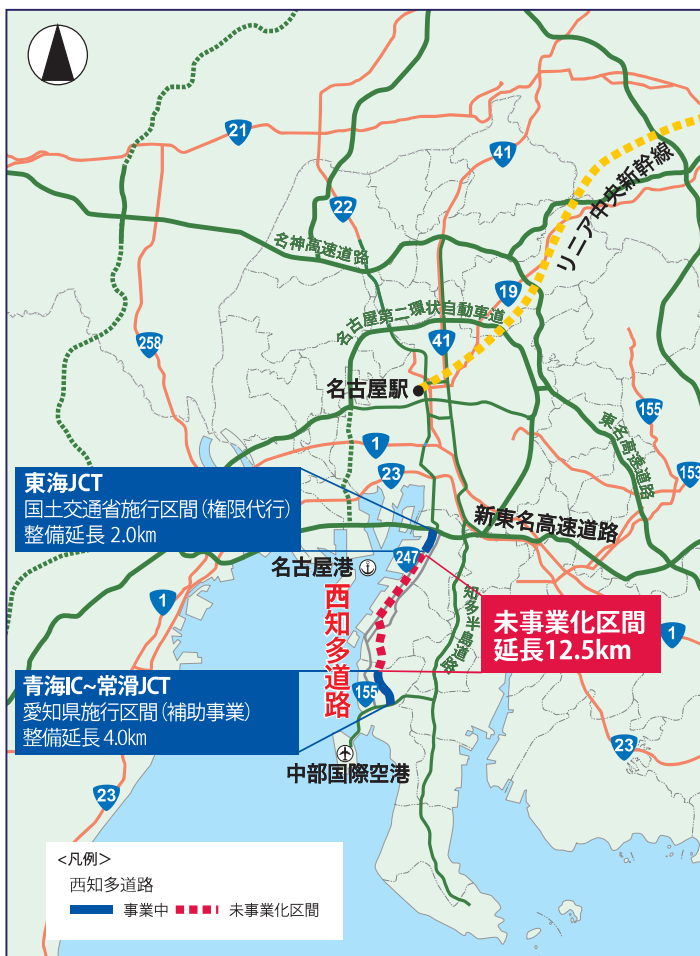 21
41
22
リニア中央新幹線
名神高速道路
19
名古屋第二環状自動車道
258
41
名古屋駅
155
東名高速道路
1
153
23
東海JCT
国土交通省施行区間(権限代行)
整備延長 2.0km
新東名高速道路
247
名古屋港
西知多道路
知多半島道路
1
未事業化区間
延長12.5km
1
青海IC~常滑JCT
愛知県施行区間(補助事業)
整備延長 4.0km
155
23
中部国際空港
23
<凡例>
西知多道路
事業中
未事業化区間